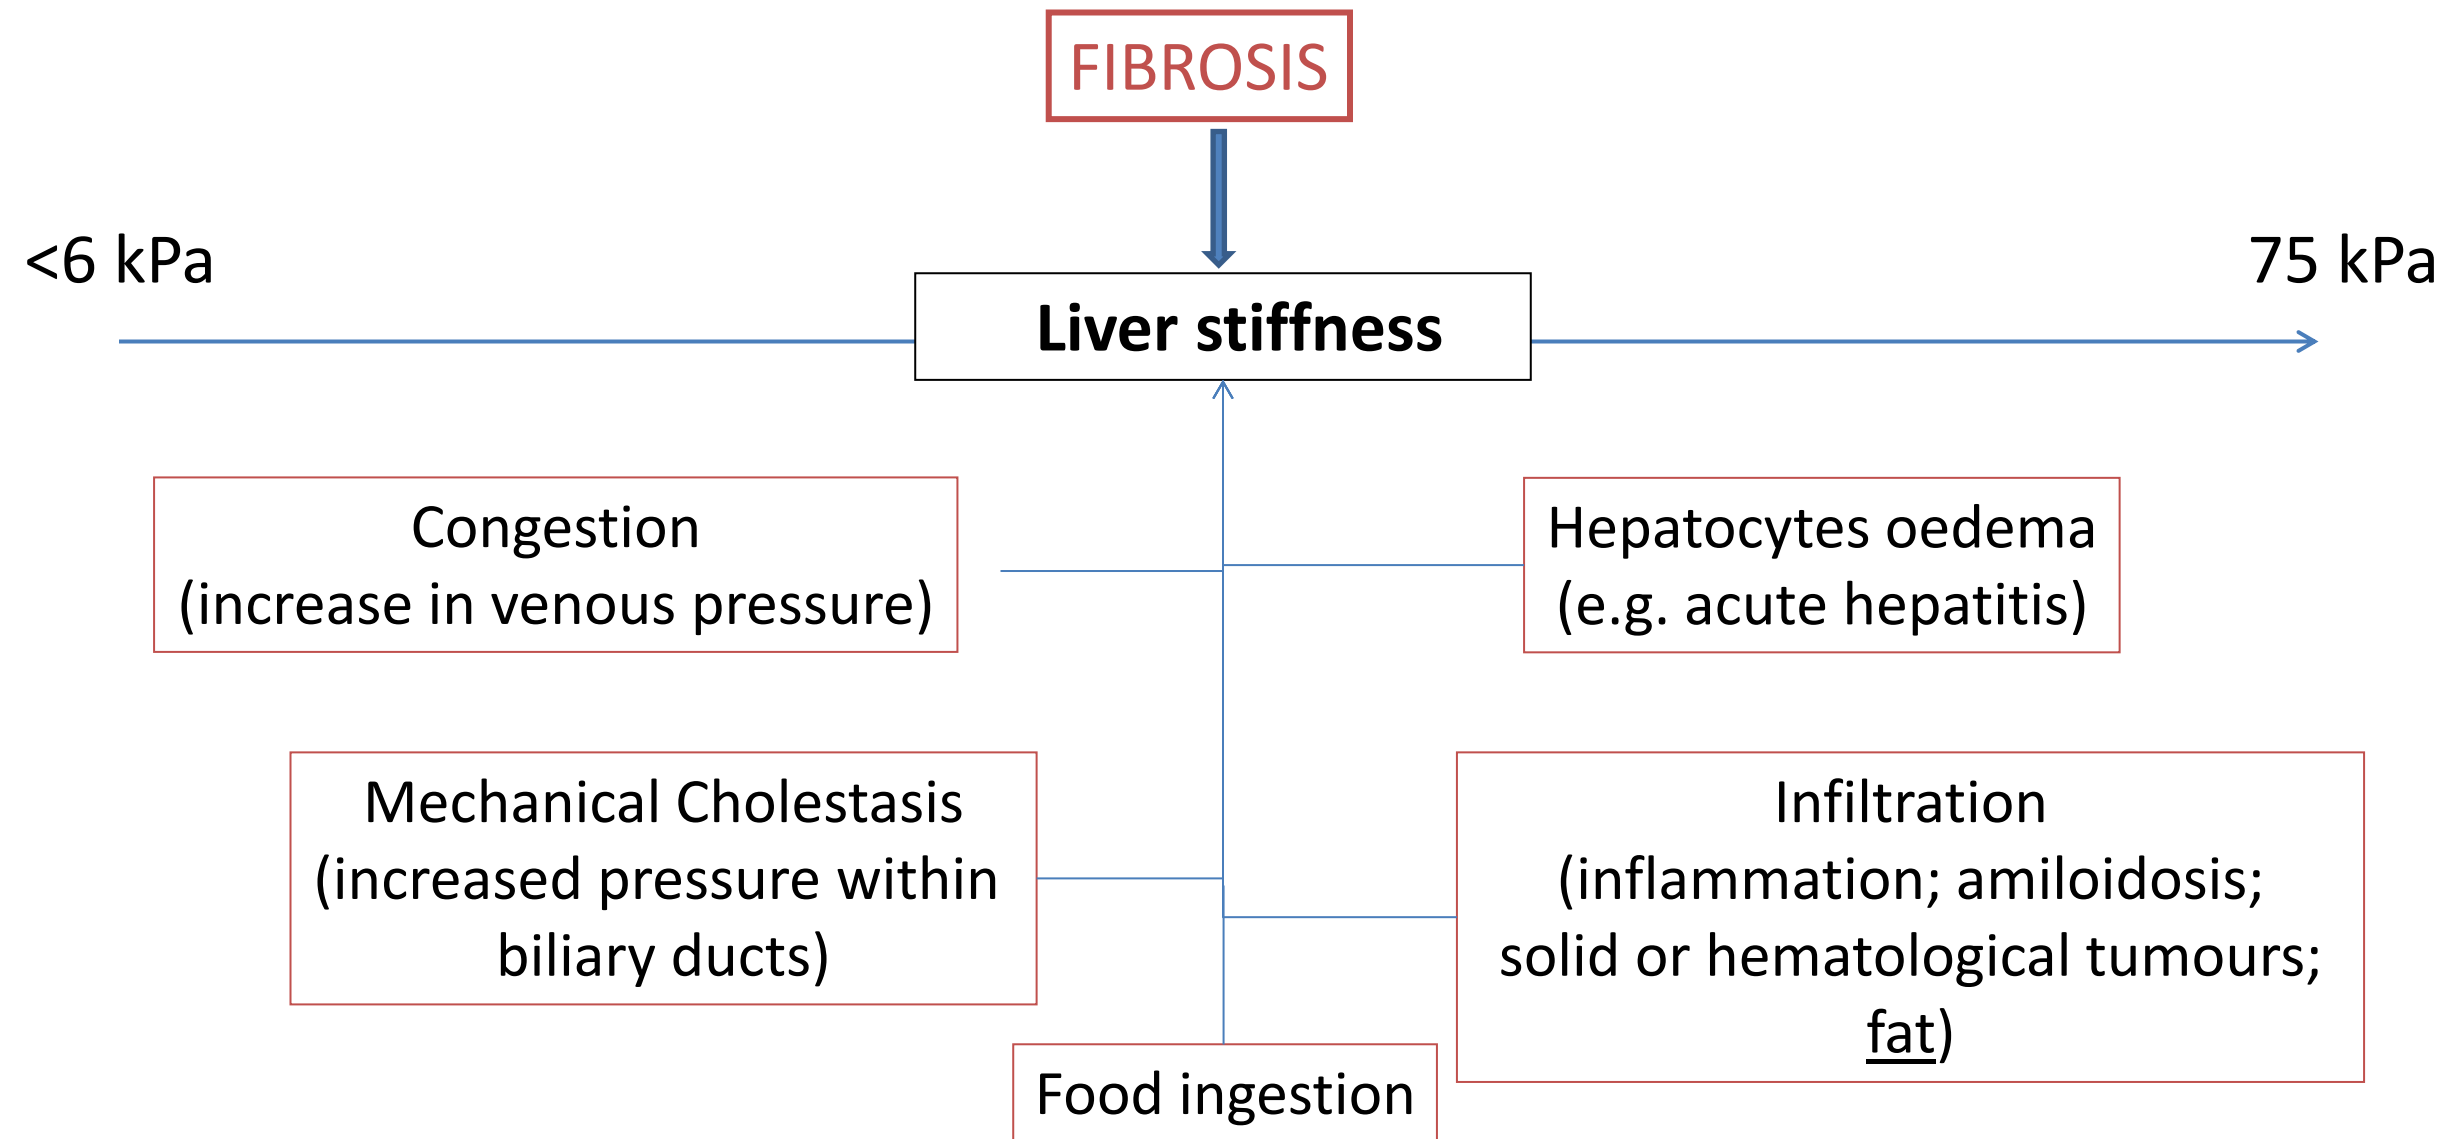 FIBROSIS
<6 kPa
75 kPa
Liver stiffness
Congestion
(increase in venous pressure)
Hepatocytes oedema
(e.g. acute hepatitis)
Mechanical Cholestasis
(increased pressure within
biliary ducts)
Infiltration
(inflammation; amiloidosis;
solid or hematological tumours;
fat)
Food ingestion